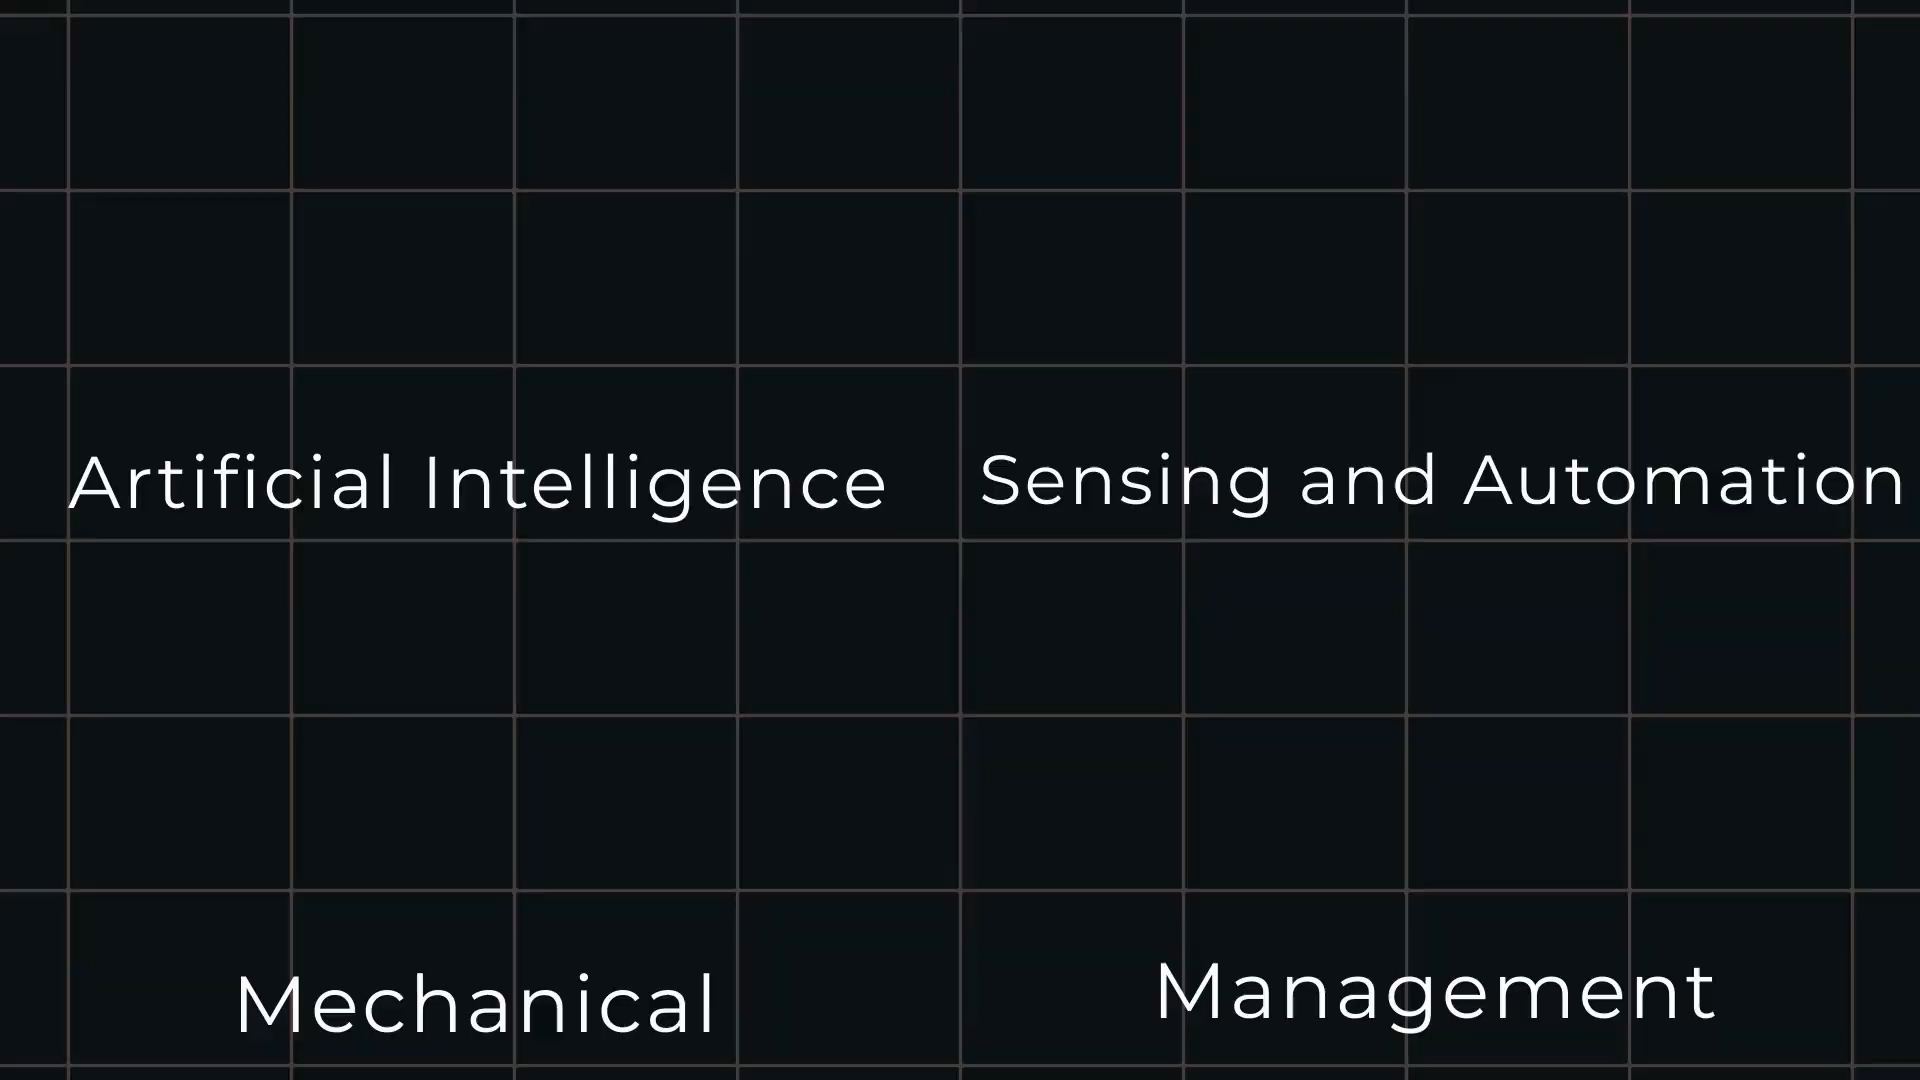 Artificial Intelligence
Sensing and Automation
Mechanical
Management